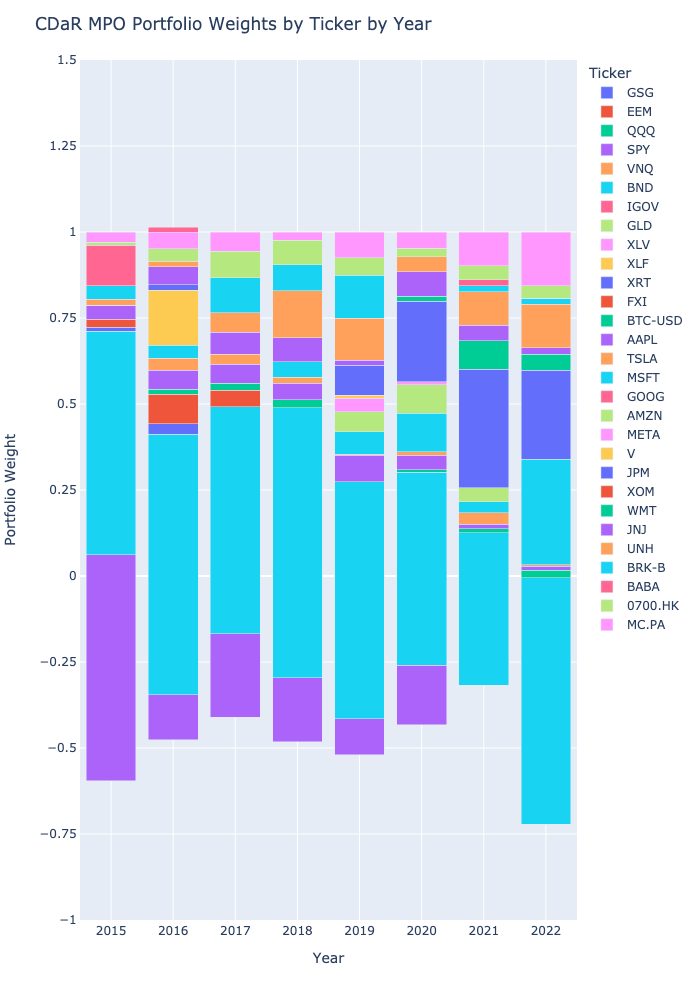 CDaR MPO Portfolio Weights by Ticker by Year
Portfolio Weight
1.5
1.25
1
0.75
0.5
0.25
0
−0.25
−0.5
−0.75
−1
2015
2016
2017
2018
2019
2020
2021
2022
Year
Ticker
GSG
EEM
QQQ
SPY
VNQ
BND
IGOV
GLD
XLV
XLF
XRT
FXI
BTC-USD
AAPL
TSLA
MSFT
GOOG
AMZN
META
V
JPM
XOM
WMT
JNJ
UNH
BRK-B
BABA
0700.HK
MC.PA